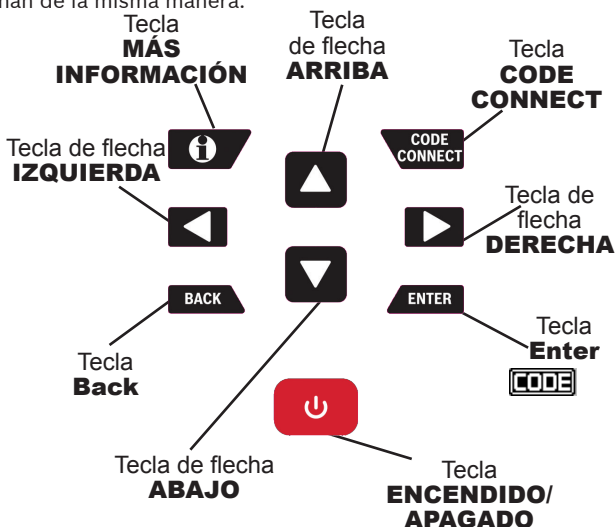 man de la misma manera.
Tecla
MÁS
INFORMACIÓN
Tecla
de flecha
ARRIBA
Tecla
CODE
CONNECT
CODE
CONNECT
Tecla de flecha
IZQUIERDA
Tecla de
flecha
DERECHA
BACK
ENTER
Tecla
Back
Tecla
Enter
CODE
Tecla de flecha
ABAJO
Tecla
ENCENDIDO/
APAGADO